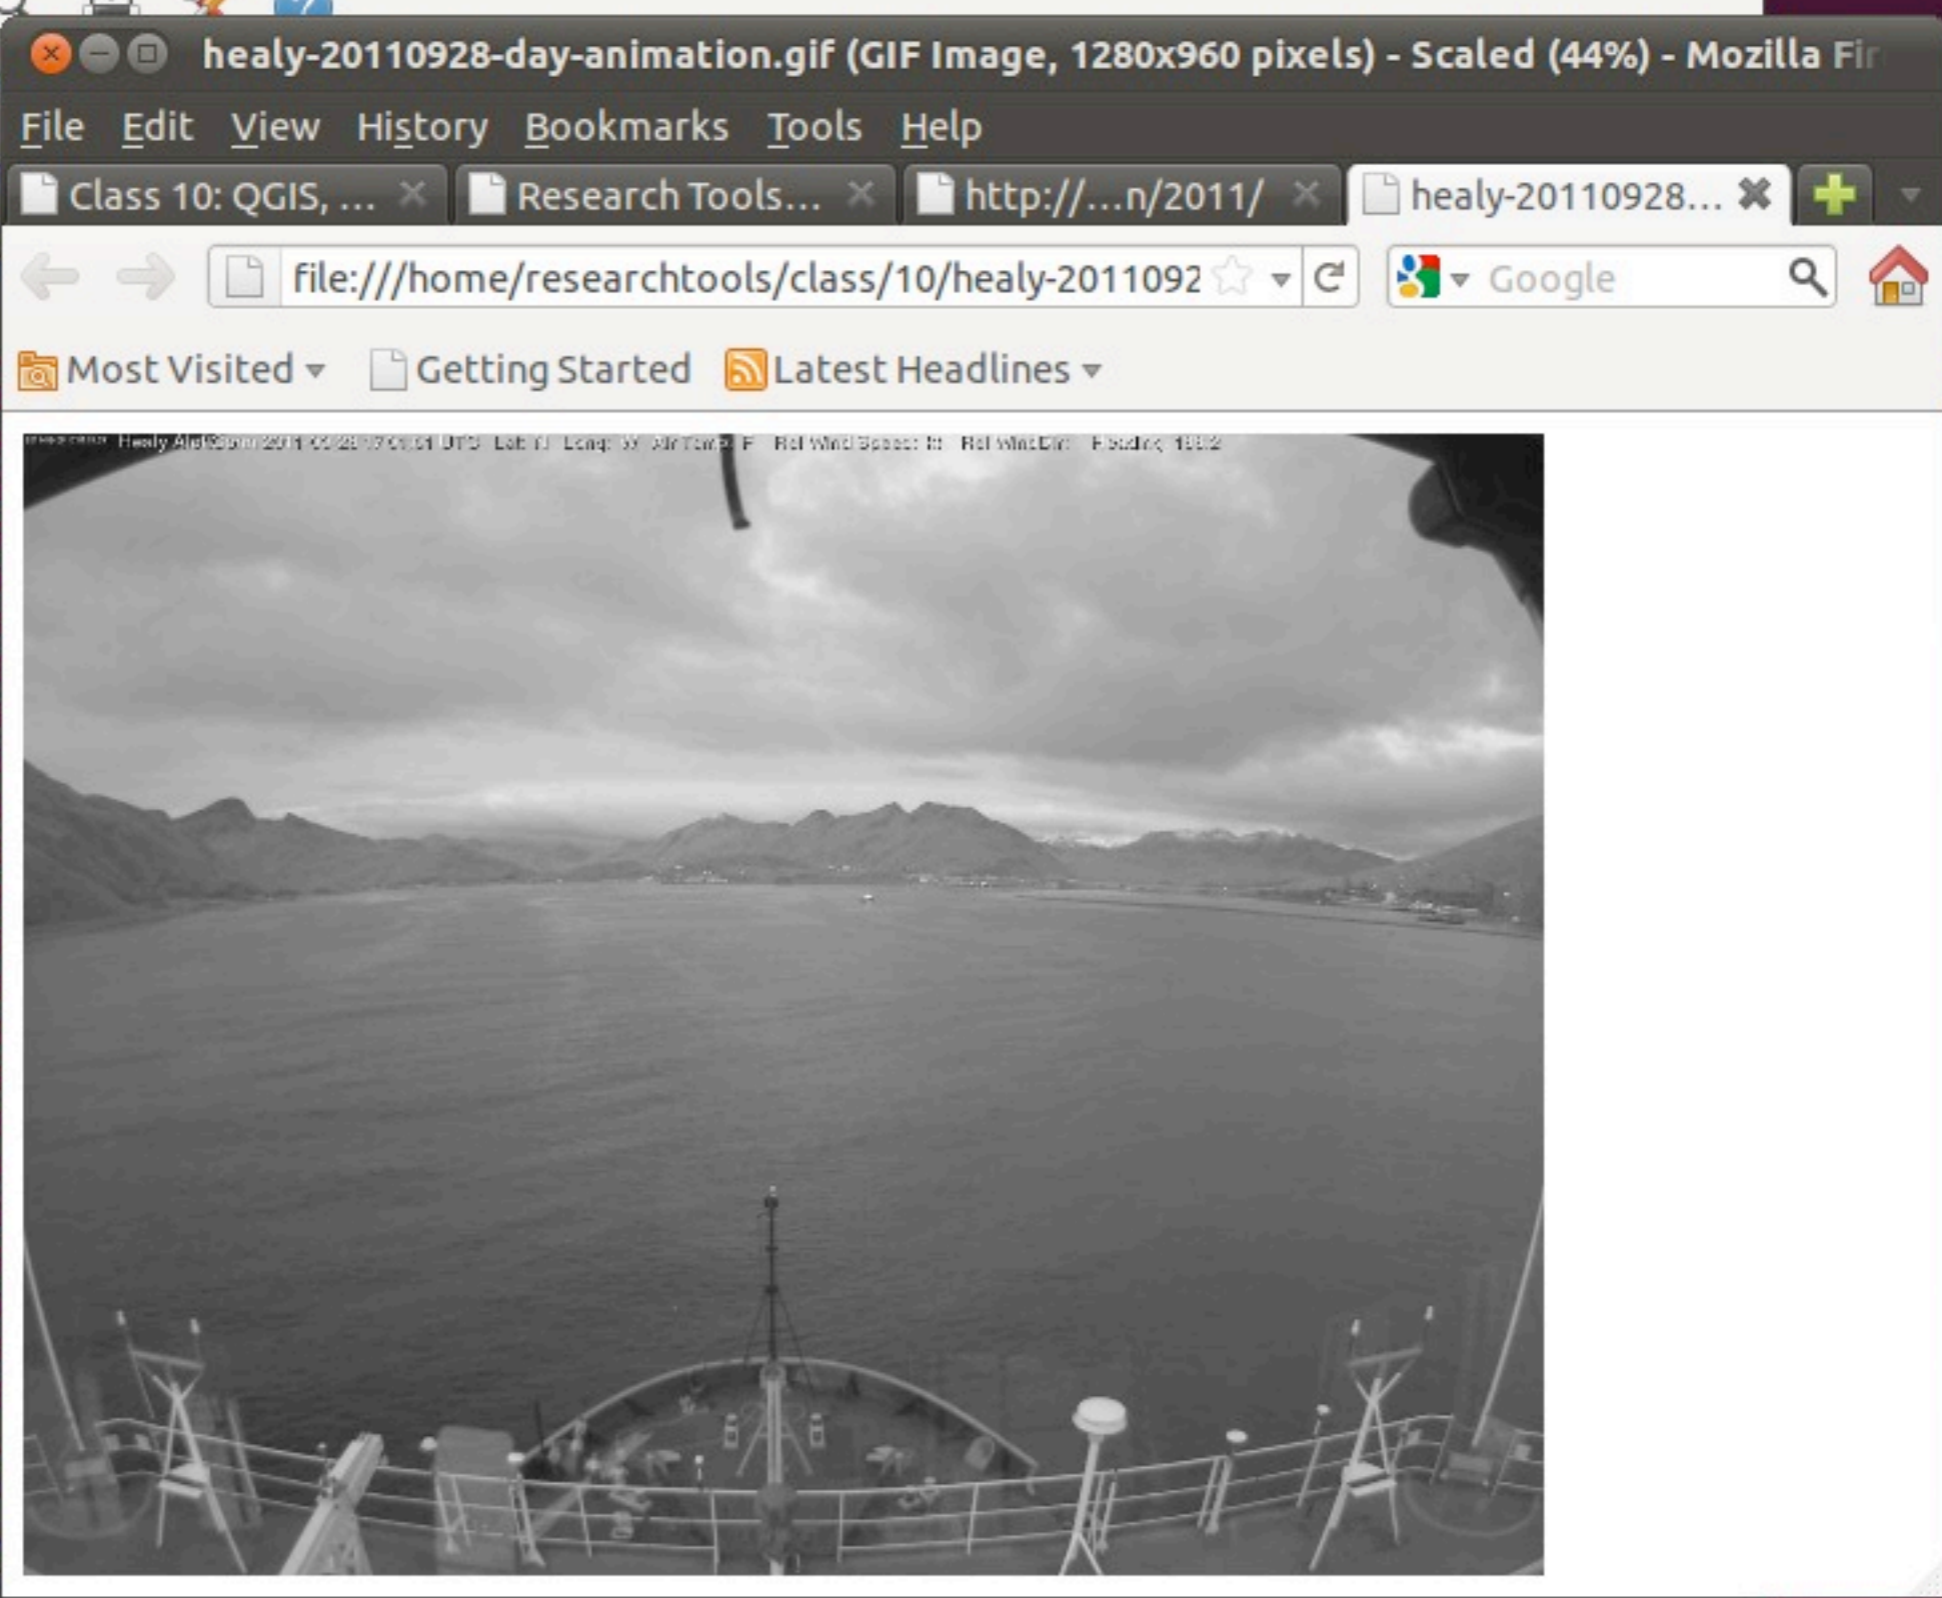 healy-20110928-day-animation.gif (GIF Image, 1280x960 pixels) - Scaled (44%) - Mozilla Fir
File Edit View History Bookmarks Tools Help
Class 10: QGIS, ... Research Tools... http://...n/2011/ healy-20110928...
file:///home/researchtools/class/10/healy-2011092 Google
Most Visited Getting Started Latest Headlines
Healy UTC Lat: N Long: W Air Temp: F Rel Wind Speed: Rel Wind Dir: Heading